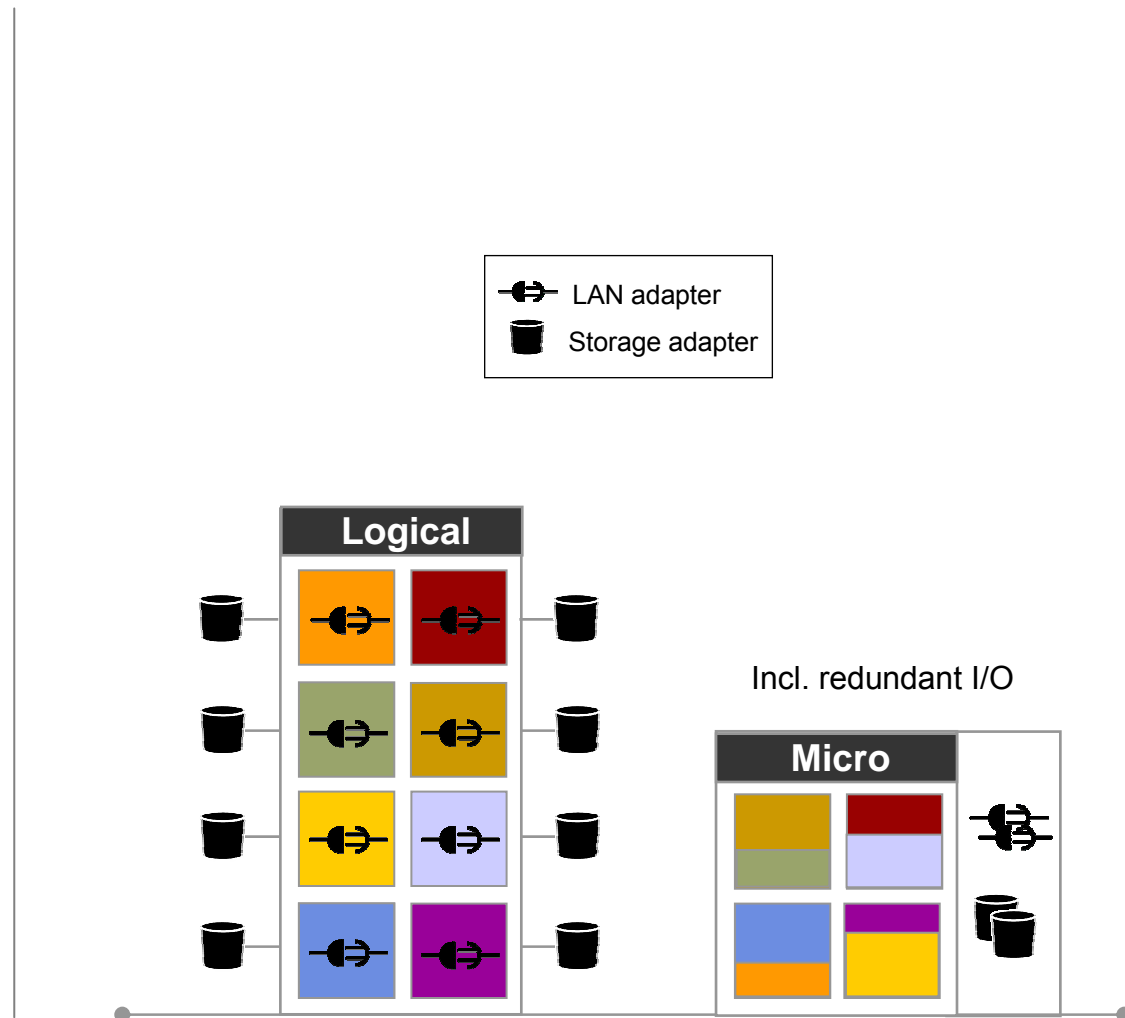 LAN adapter
Storage adapter
Logical
Incl. redundant I/O
Micro